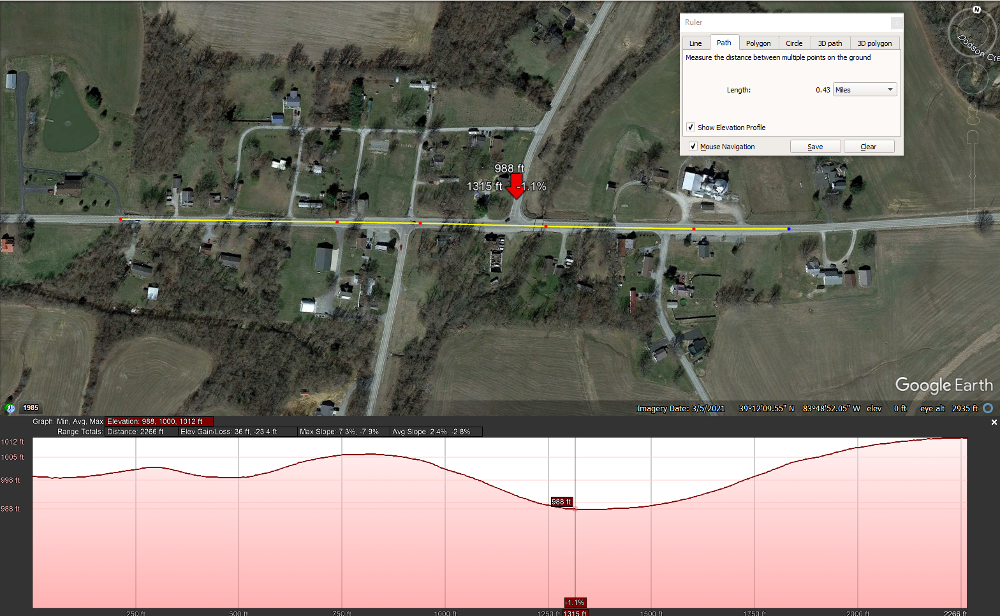 N
Dodson Cre
Ruler
Line Path Polygon Circle 3D path 3D polygon
Measure the distance between multiple points on the ground
Length: 0.43 Miles
Show Elevation Profile
Mouse Navigation Save Clear
988 ft
1315 ft -1.1%
Google Earth
1985
Imagery Date: 3/5/2021 39°12'09.55" N 83°48'52.05" W elev 0 ft eye alt 2935 ft
Graph: Min, Avg, Max Elevation: 988, 1000, 1012 ft
Range Totals: Distance: 2266 ft Elev Gain/Loss: 36 ft, -23.4 ft Max Slope: 7.3%, -7.9% Avg Slope: 2.4%, -2.8%
1012 ft
1005 ft
998 ft
988 ft
988 ft
-1.1%
250 ft 500 ft 750 ft 1000 ft 1250 ft 1315 ft 1500 ft 1750 ft 2000 ft 2266 ft